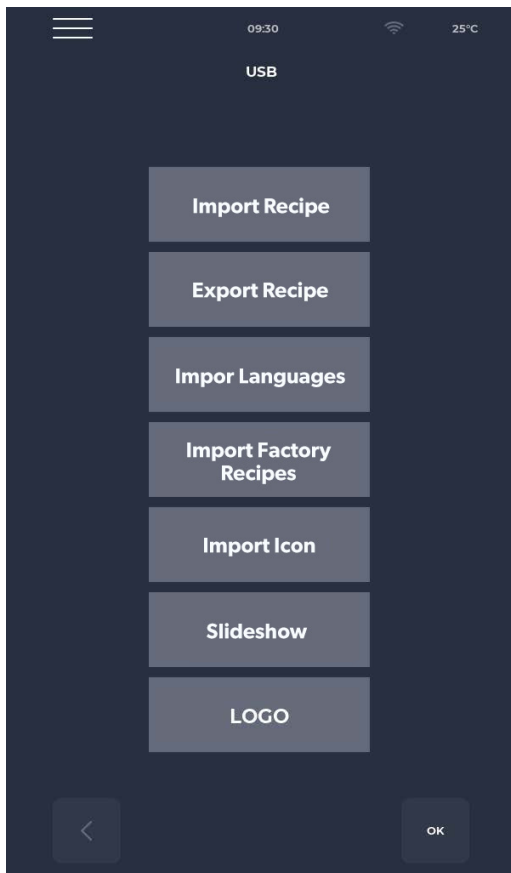 09:30 25°C
USB
Import Recipe
Export Recipe
Impor Languages
Import Factory
Recipes
Import Icon
Slideshow
LOGO
OK